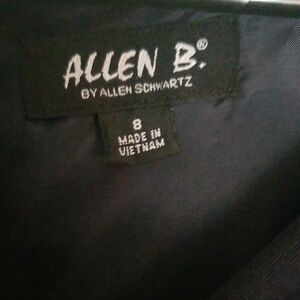 ALLEN B.®
BY ALLEN SCHWARTZ
8
MADE IN
VIETNAM